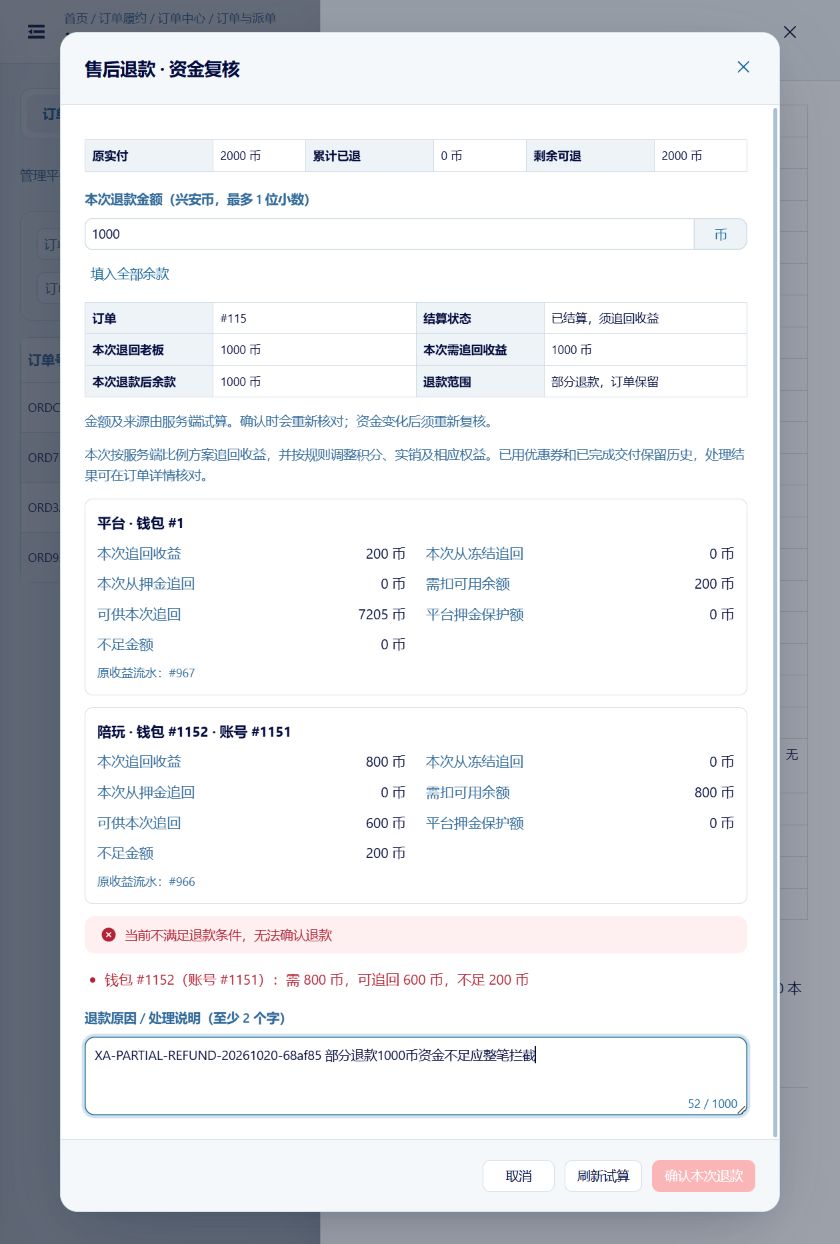 首页 / 订单履约 / 订单中心 / 订单与派单
售后退款 · 资金复核
原实付 2000 币 累计已退 0 币 剩余可退 2000 币
本次退款金额（兴安币，最多 1 位小数）
1000 币
填入全部余款
订单 #115 结算状态 已结算，须追回收益
本次退回老板 1000 币 本次需追回收益 1000 币
本次退款后余款 1000 币 退款范围 部分退款，订单保留
金额及来源由服务端试算。确认时会重新核对；资金变化后须重新复核。
本次按服务端比例方案追回收益，并按规则调整积分、实销及相应权益。已用优惠券和已完成交付保留历史，处理结
果可在订单详情核对。
平台 · 钱包 #1
本次追回收益 200 币 本次从冻结追回 0 币
本次从押金追回 0 币 需扣可用余额 200 币
可供本次追回 7205 币 平台押金保护额 0 币
不足金额 0 币
原收益流水：#967
陪玩 · 钱包 #1152 · 账号 #1151
本次追回收益 800 币 本次从冻结追回 0 币
本次从押金追回 0 币 需扣可用余额 800 币
可供本次追回 600 币 平台押金保护额 0 币
不足金额 200 币
原收益流水：#966
当前不满足退款条件，无法确认退款
• 钱包 #1152（账号 #1151）：需 800 币，可追回 600 币，不足 200 币
退款原因 / 处理说明（至少 2 个字）
XA-PARTIAL-REFUND-20261020-68af85 部分退款1000币资金不足应整笔拦截
52 / 1000
取消 刷新试算 确认本次退款
管理平
订单号
ORD7
ORD3
ORD9
无
本